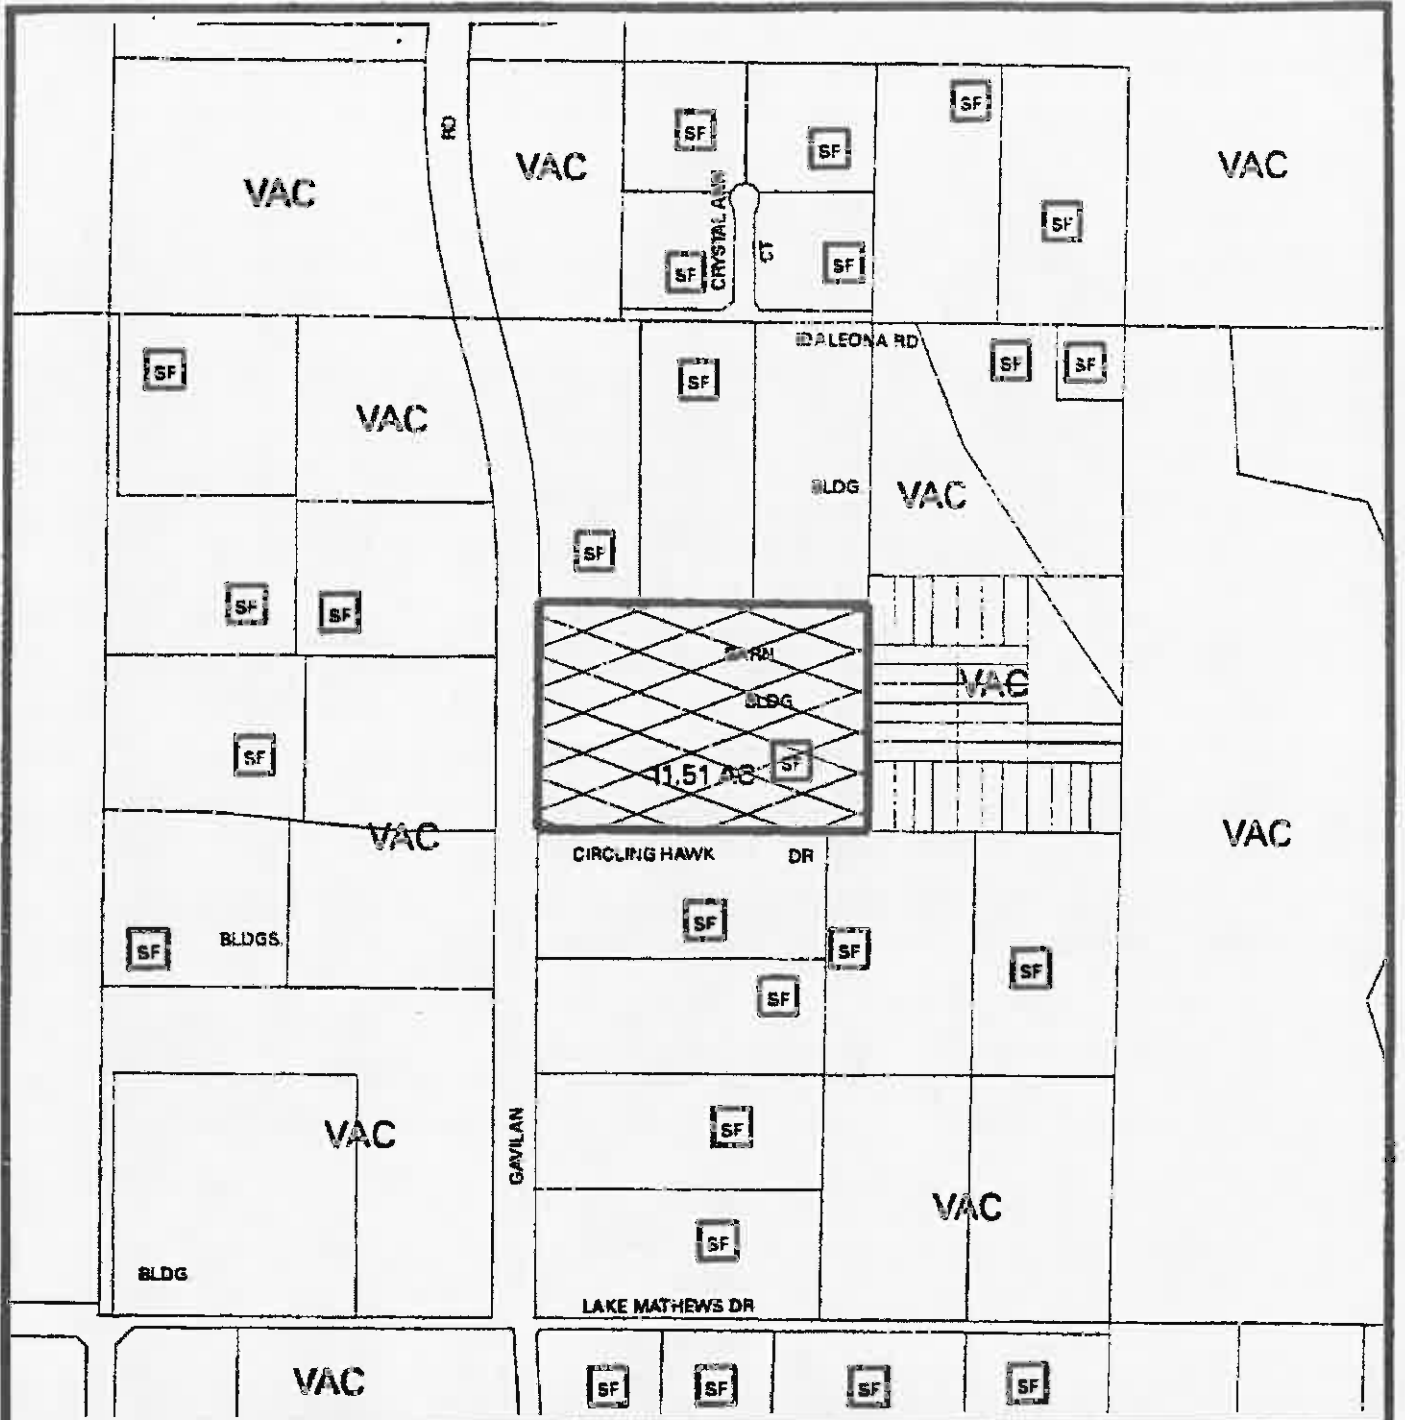 SF
RD
SF
SF
VAC
VAC
VAC
SF
CRYSTAL ANN
CT
SF
SF
IDALEONA RD
SF
SF
SF
SF
VAC
BLDG
VAC
SF
SF
SF
BARN
VAC
BLDG
SF
SF
11.51 AC
VAC
VAC
CIRCLING HAWK DR
SF
BLDGS.
SF
SF
SF
SF
SF
VAC
GAVILAN
VAC
SF
BLDG
LAKE MATHEWS DR
VAC
SF
SF
SF
SF